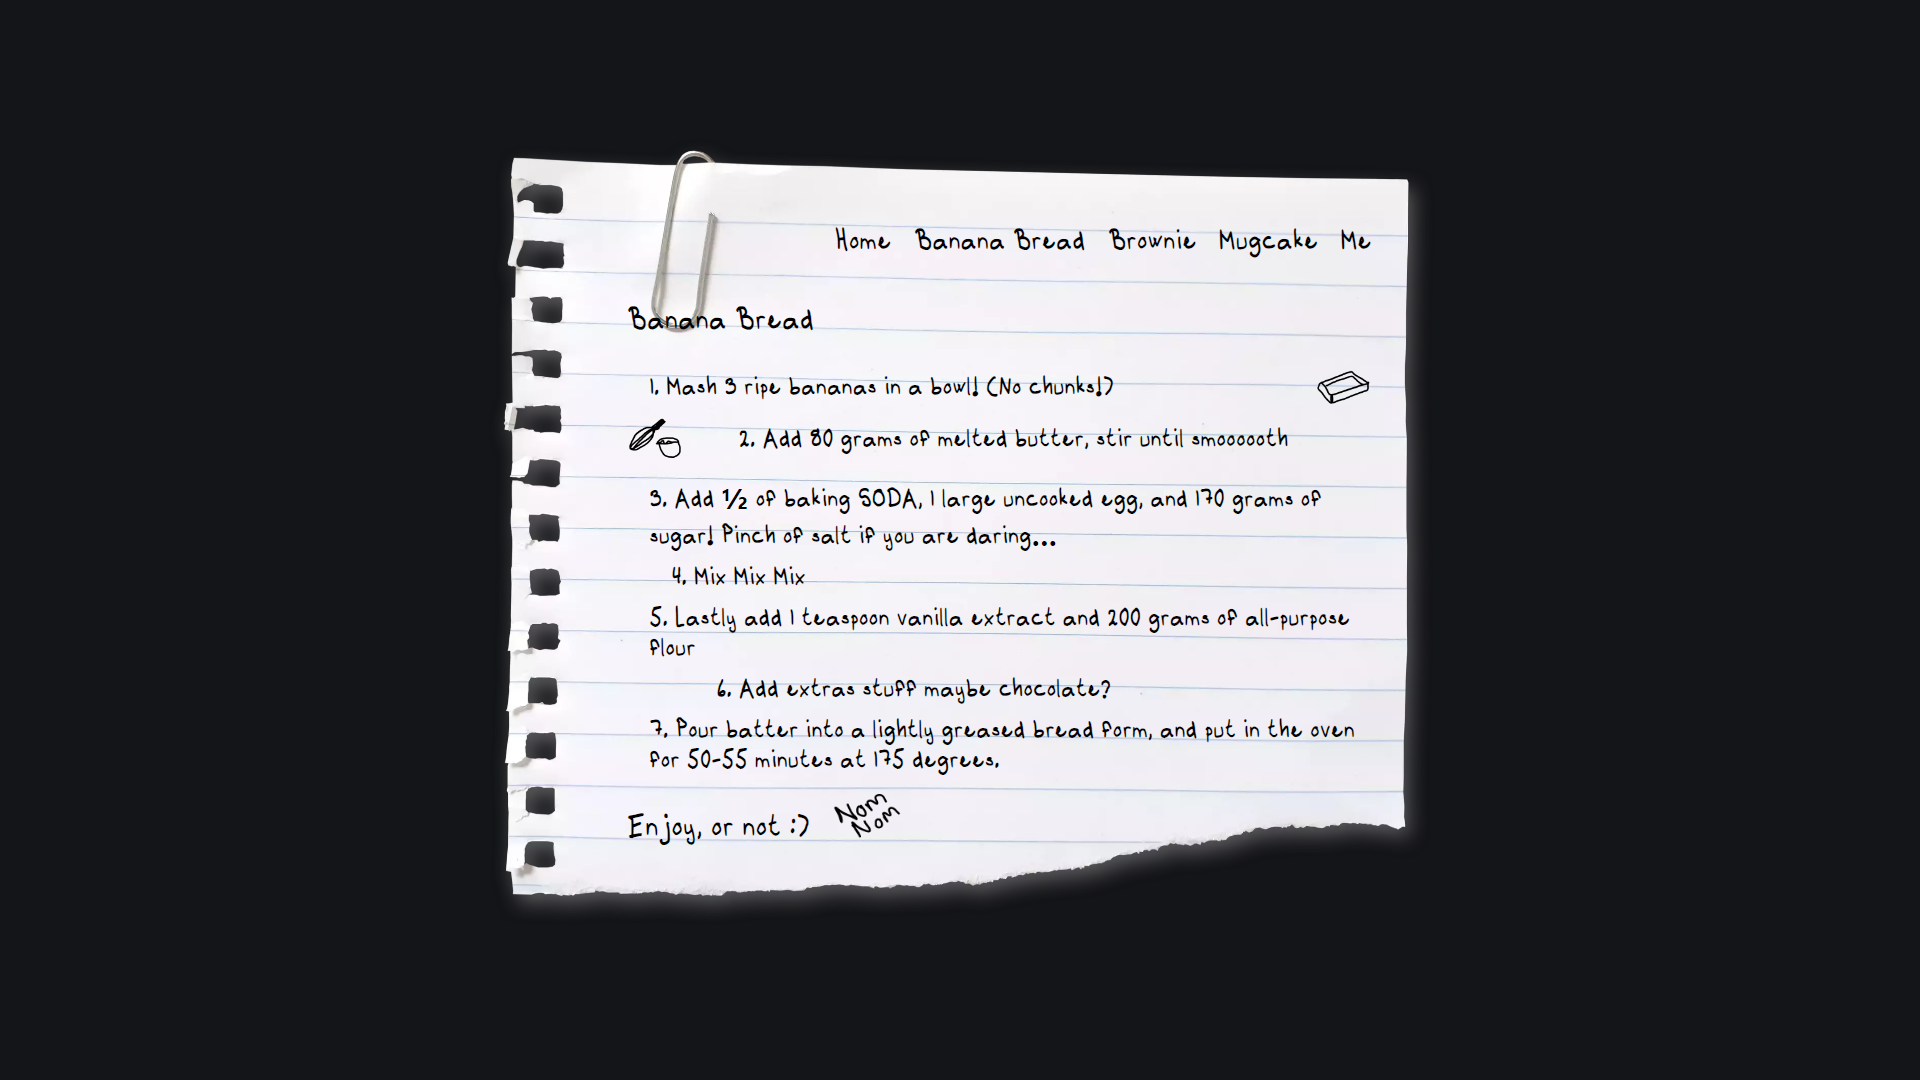 Home Banana Bread Brownie Mugcake Me
Banana Bread
1. Mash 3 ripe bananas in a bowl! (No chunks!)
2. Add 80 grams of melted butter, stir until smoooooth
3. Add ½ of baking SODA, 1 large uncooked egg, and 170 grams of
sugar! Pinch of salt if you are daring...
4. Mix Mix Mix
5. Lastly add 1 teaspoon vanilla extract and 200 grams of all-purpose
flour
6. Add extras stuff maybe chocolate?
7. Pour batter into a lightly greased bread form, and put in the oven
for 50-55 minutes at 175 degrees.
Enjoy, or not :)
Nom
Nom